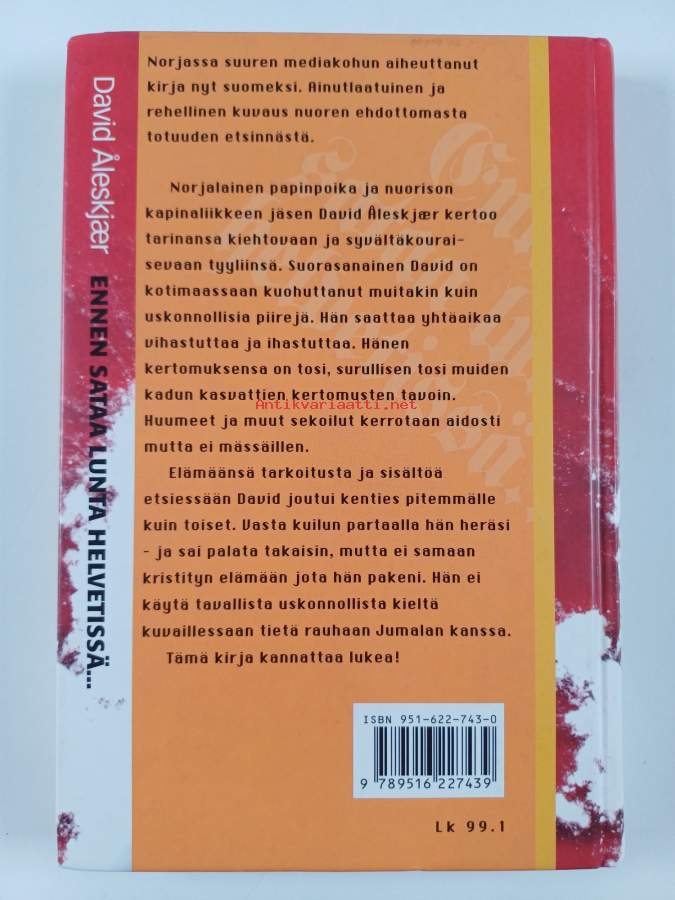 David Åleskjær ENNEN SATAA LUNTA HELVETISSÄ...
Norjassa suuren mediakohun aiheuttanut
kirja nyt suomeksi. Ainutlaatuinen ja
rehellinen kuvaus nuoren ehdottomasta
totuuden etsinnästä.
Norjalainen papinpoika ja nuorison
kapinaliikkeen jäsen David Åleskjær kertoo
tarinansa kiehtovaan ja syvältäkourai-
sevaan tyyliinsä. Suorasanainen David on
kotimaassaan kuohuttanut muitakin kuin
uskonnollisia piirejä. Hän saattaa yhtäaikaa
vihastuttaa ja ihastuttaa. Hänen
kertomuksensa on tosi, surullisen tosi muiden
kadun kasvattien kertomusten tavoin.
Antikvariaatti.net
Huumeet ja muut sekoilut kerrotaan aidosti
mutta ei mässäillen.
Elämäänsä tarkoitusta ja sisältöä
etsiessään David joutui kenties pitemmälle
kuin toiset. Vasta kuilun partaalla hän heräsi
- ja sai palata takaisin, mutta ei samaan
kristityn elämään jota hän pakeni. Hän ei
käytä tavallista uskonnollista kieltä
kuvaillessaan tietä rauhaan Jumalan kanssa.
Tämä kirja kannattaa lukea!
ISBN 951-622-743-0
9 789516 227439
Lk 99.1